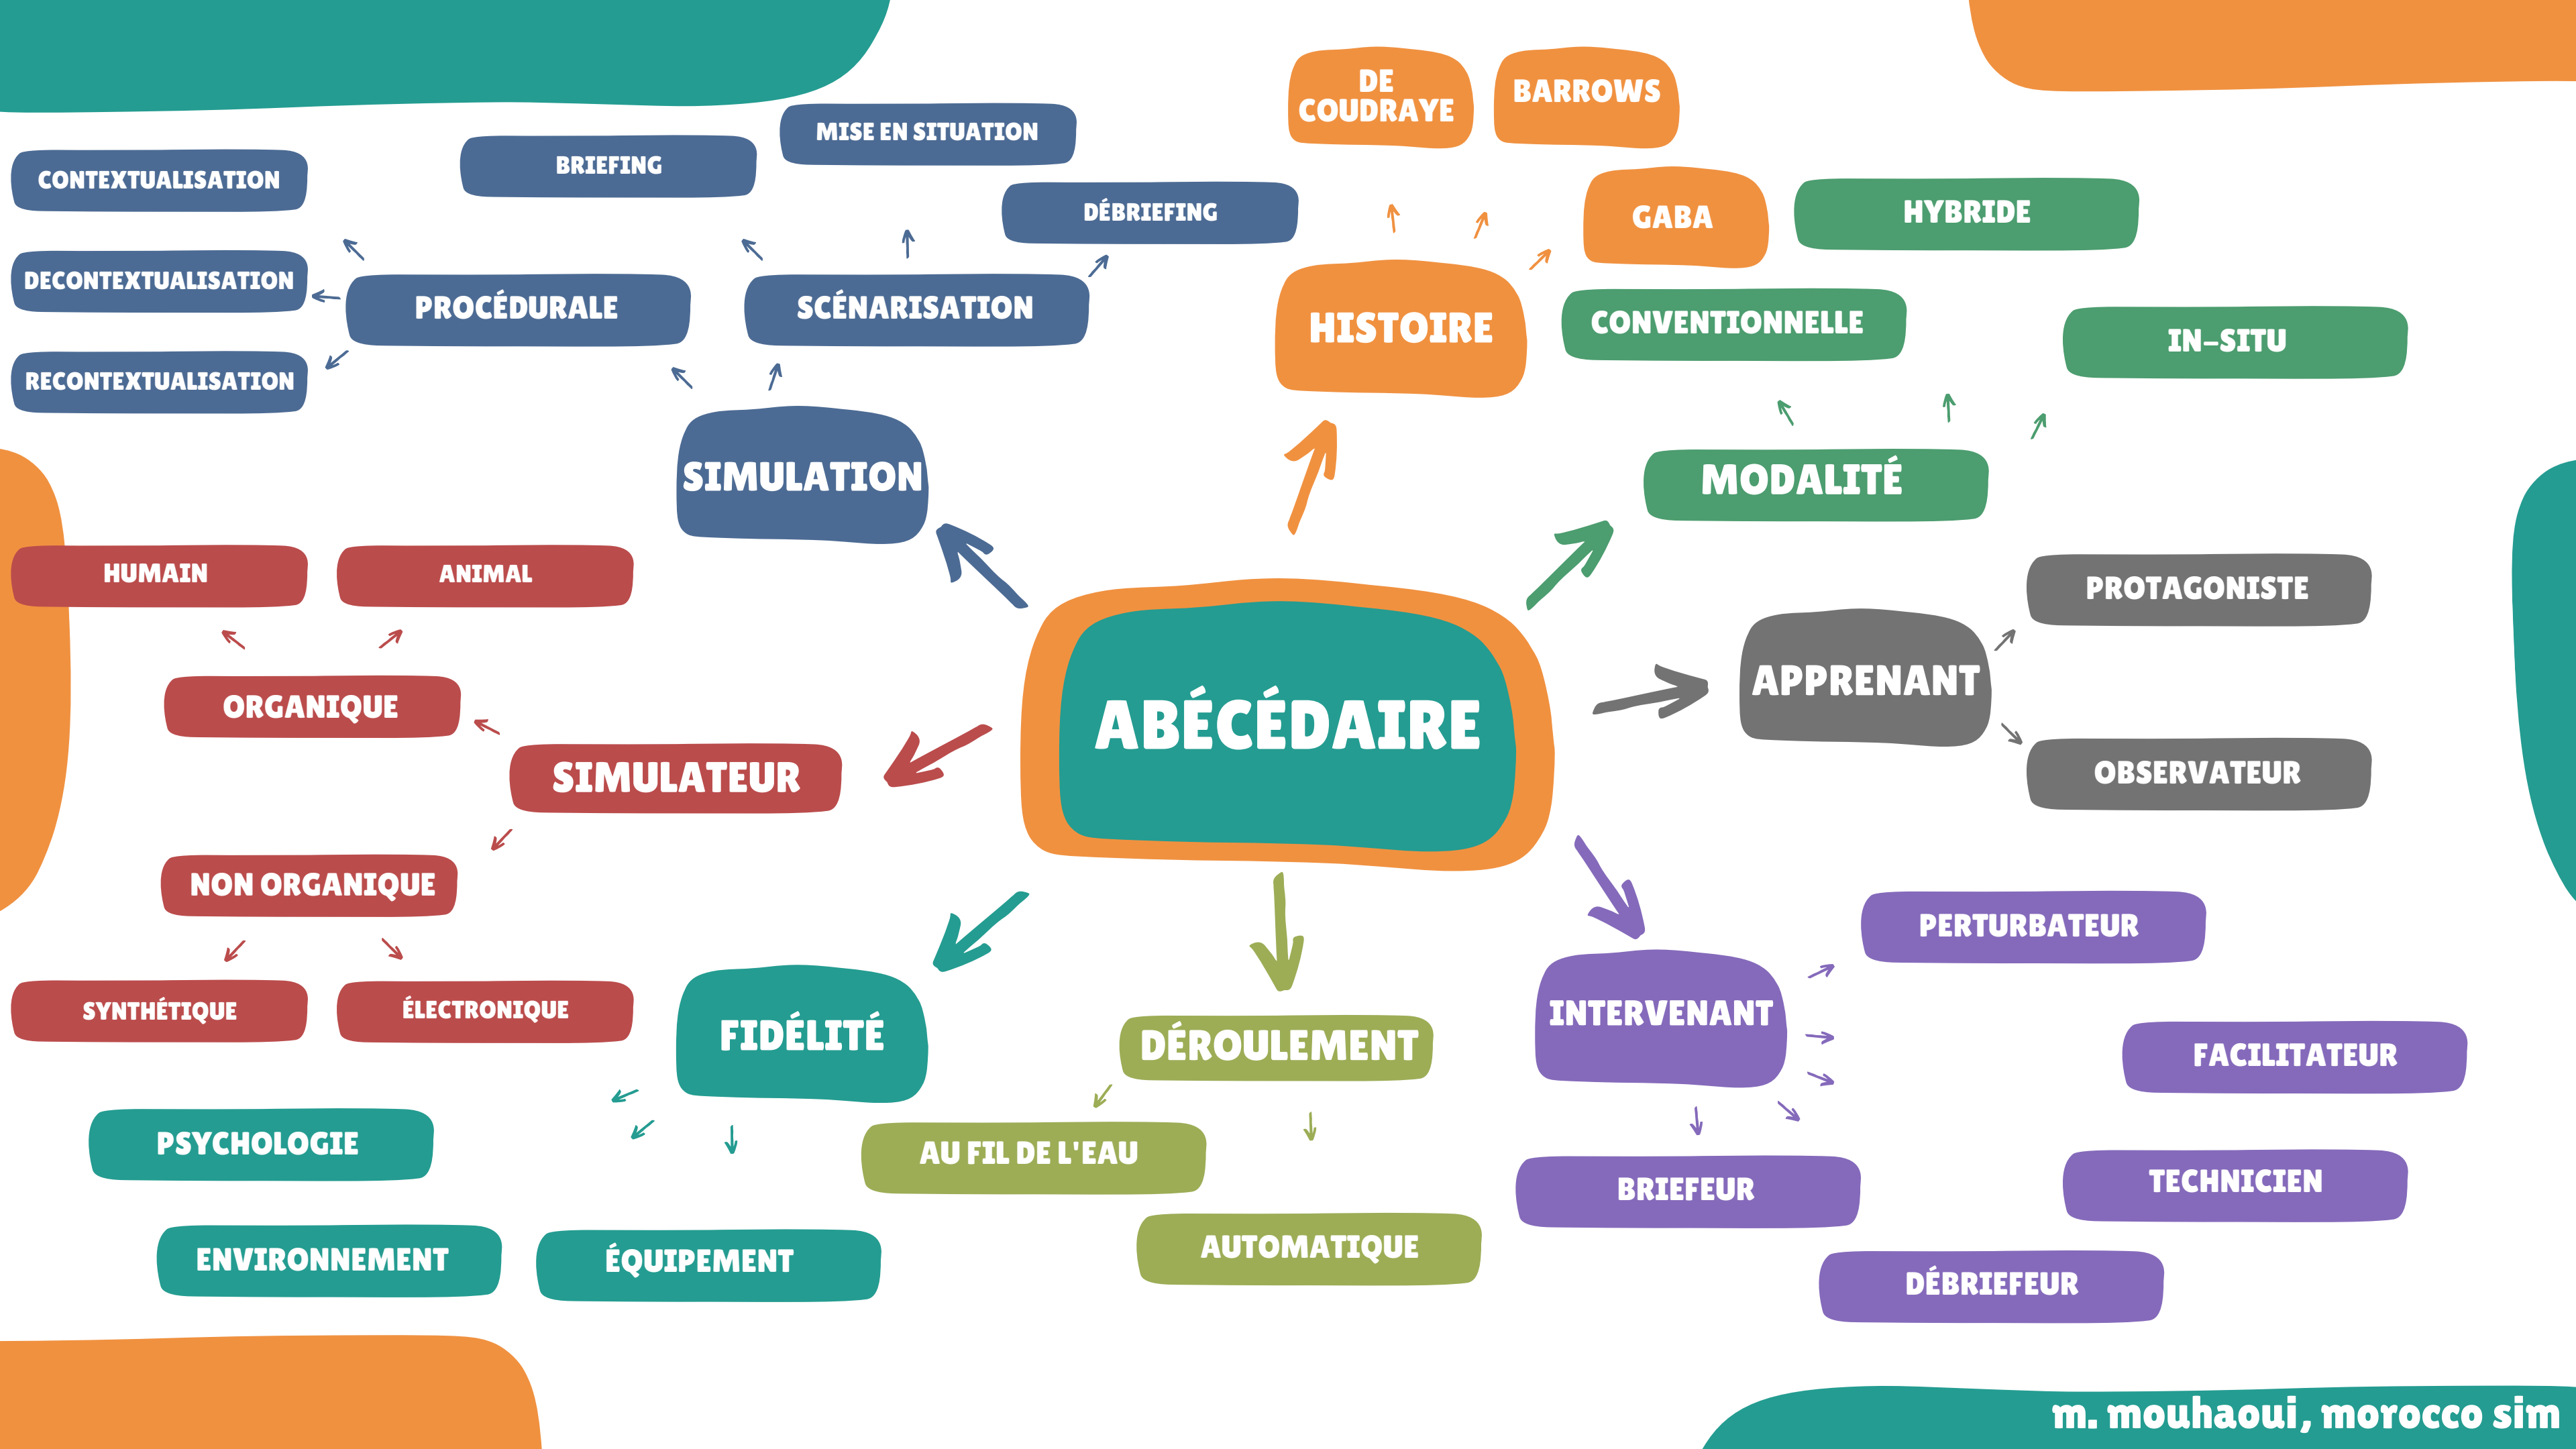 DE
COUDRAYE
BARROWS
MISE EN SITUATION
BRIEFING
CONTEXTUALISATION
DÉBRIEFING
GABA
HYBRIDE
DECONTEXTUALISATION
PROCÉDURALE
SCÉNARISATION
HISTOIRE
CONVENTIONNELLE
IN-SITU
RECONTEXTUALISATION
SIMULATION
MODALITÉ
HUMAIN
ANIMAL
PROTAGONISTE
ORGANIQUE
APPRENANT
ABÉCÉDAIRE
SIMULATEUR
OBSERVATEUR
NON ORGANIQUE
PERTURBATEUR
SYNTHÉTIQUE
ÉLECTRONIQUE
FIDÉLITÉ
DÉROULEMENT
INTERVENANT
FACILITATEUR
PSYCHOLOGIE
AU FIL DE L'EAU
BRIEFEUR
TECHNICIEN
ENVIRONNEMENT
ÉQUIPEMENT
AUTOMATIQUE
DÉBRIEFEUR
m. mouhaoui, morocco sim